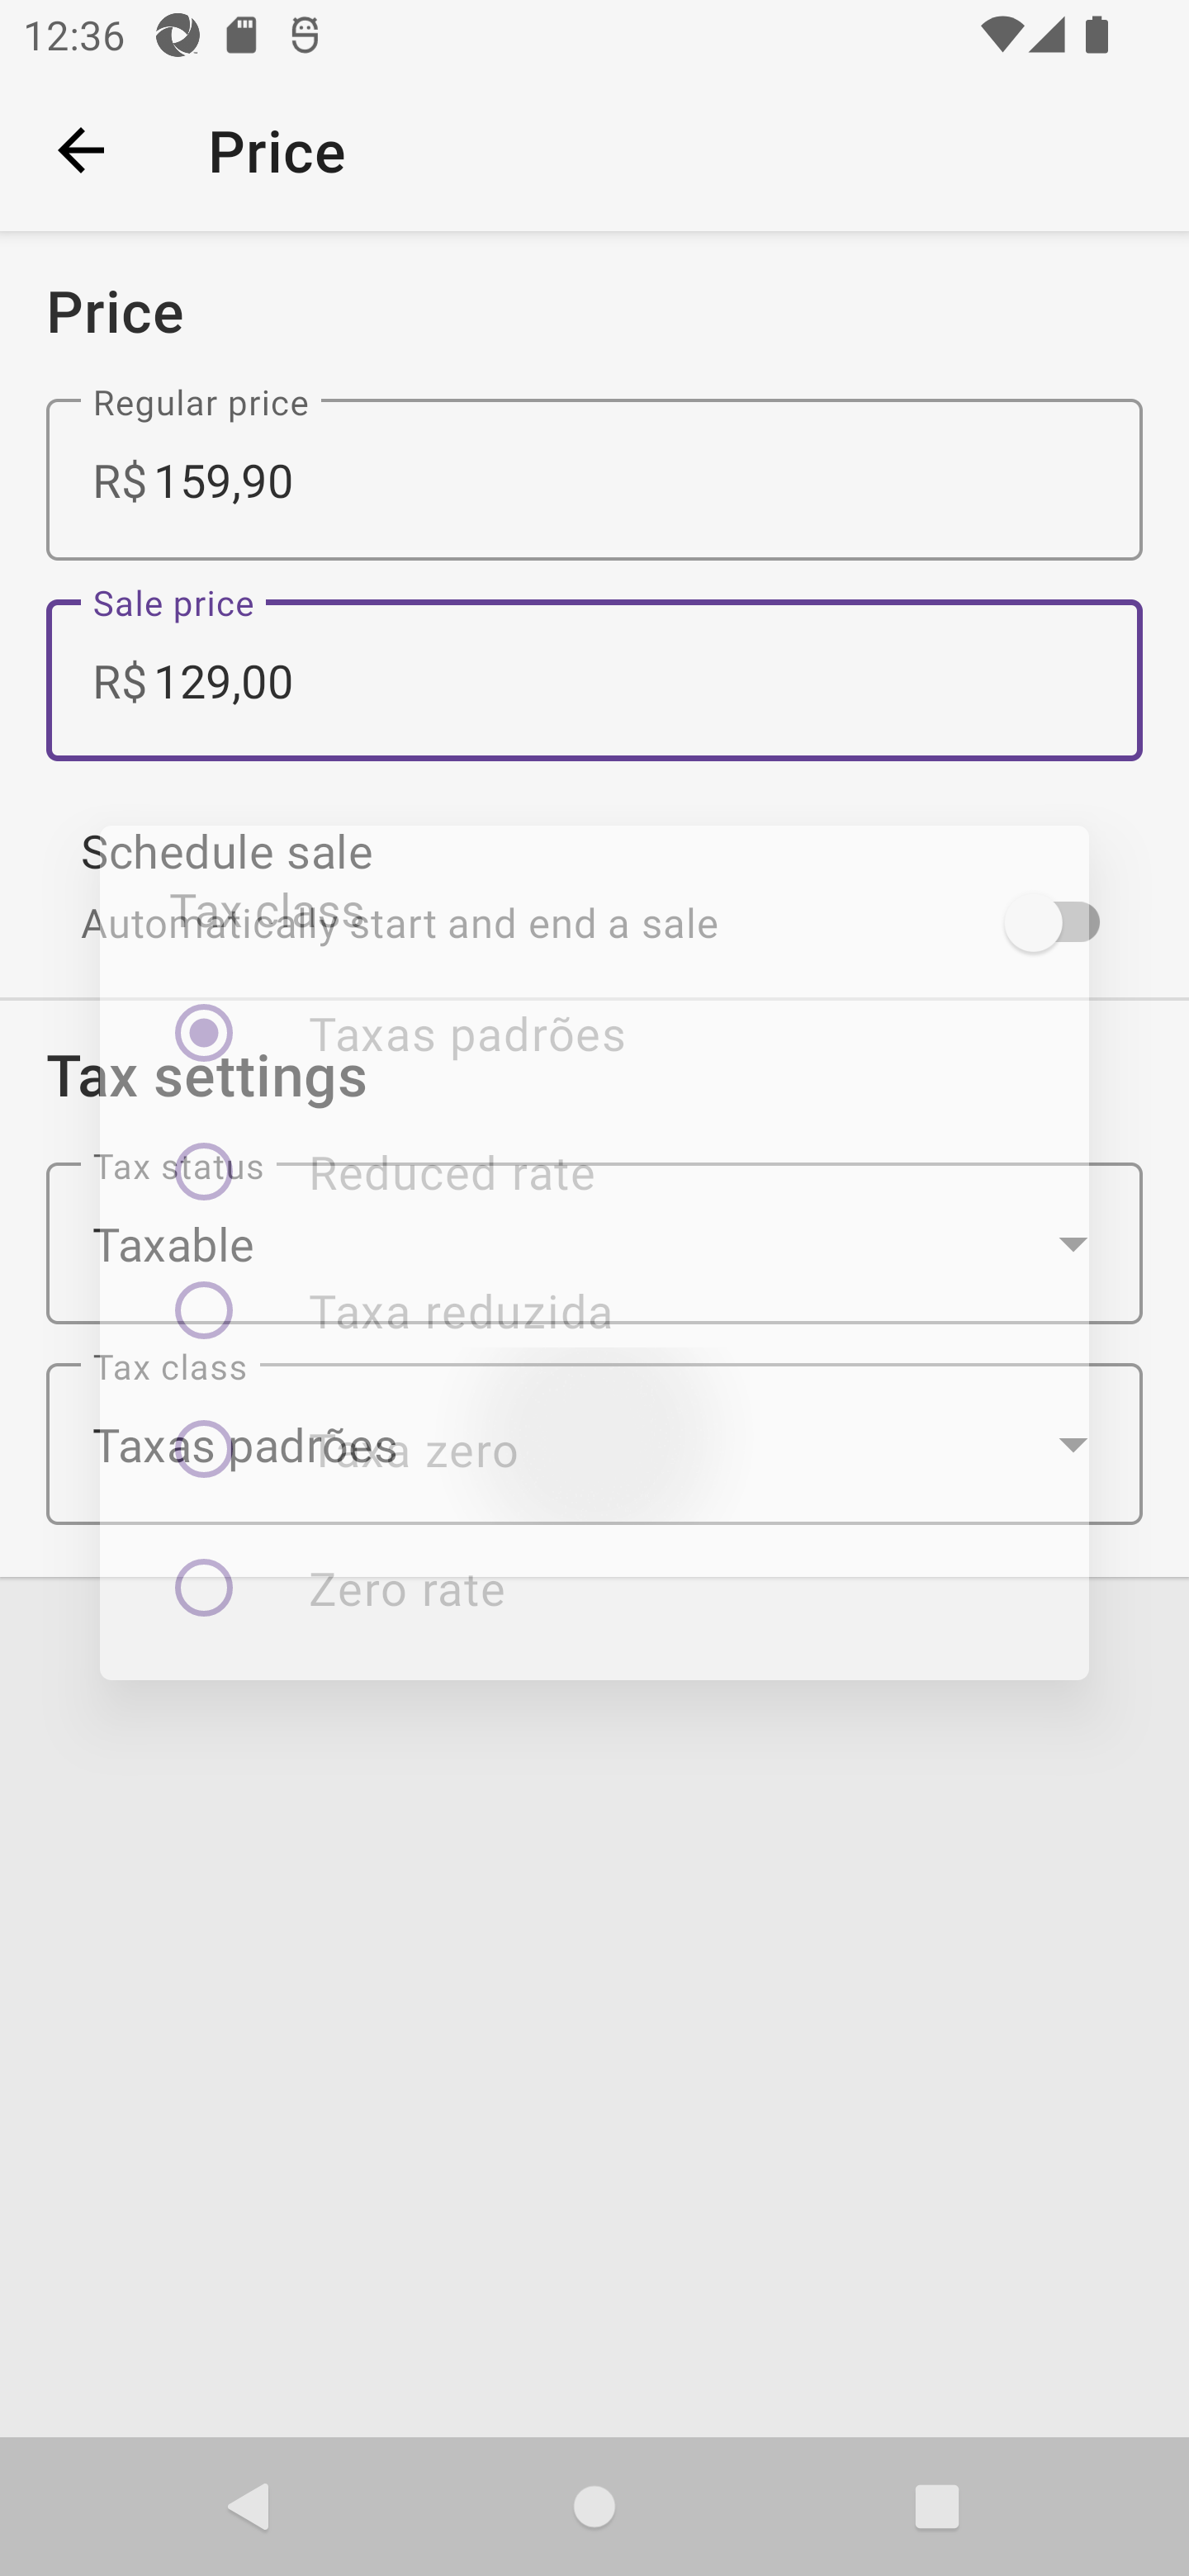 12:36
Price
Price
Regular price
R$ 159,90
Sale price
R$ 129,00
Schedule sale
Automatically start and end a sale
Tax class
Taxas padrões
Tax settings
Tax status
Reduced rate
Taxable
Taxa reduzida
Tax class
Taxas padrões
Taxa zero
Zero rate